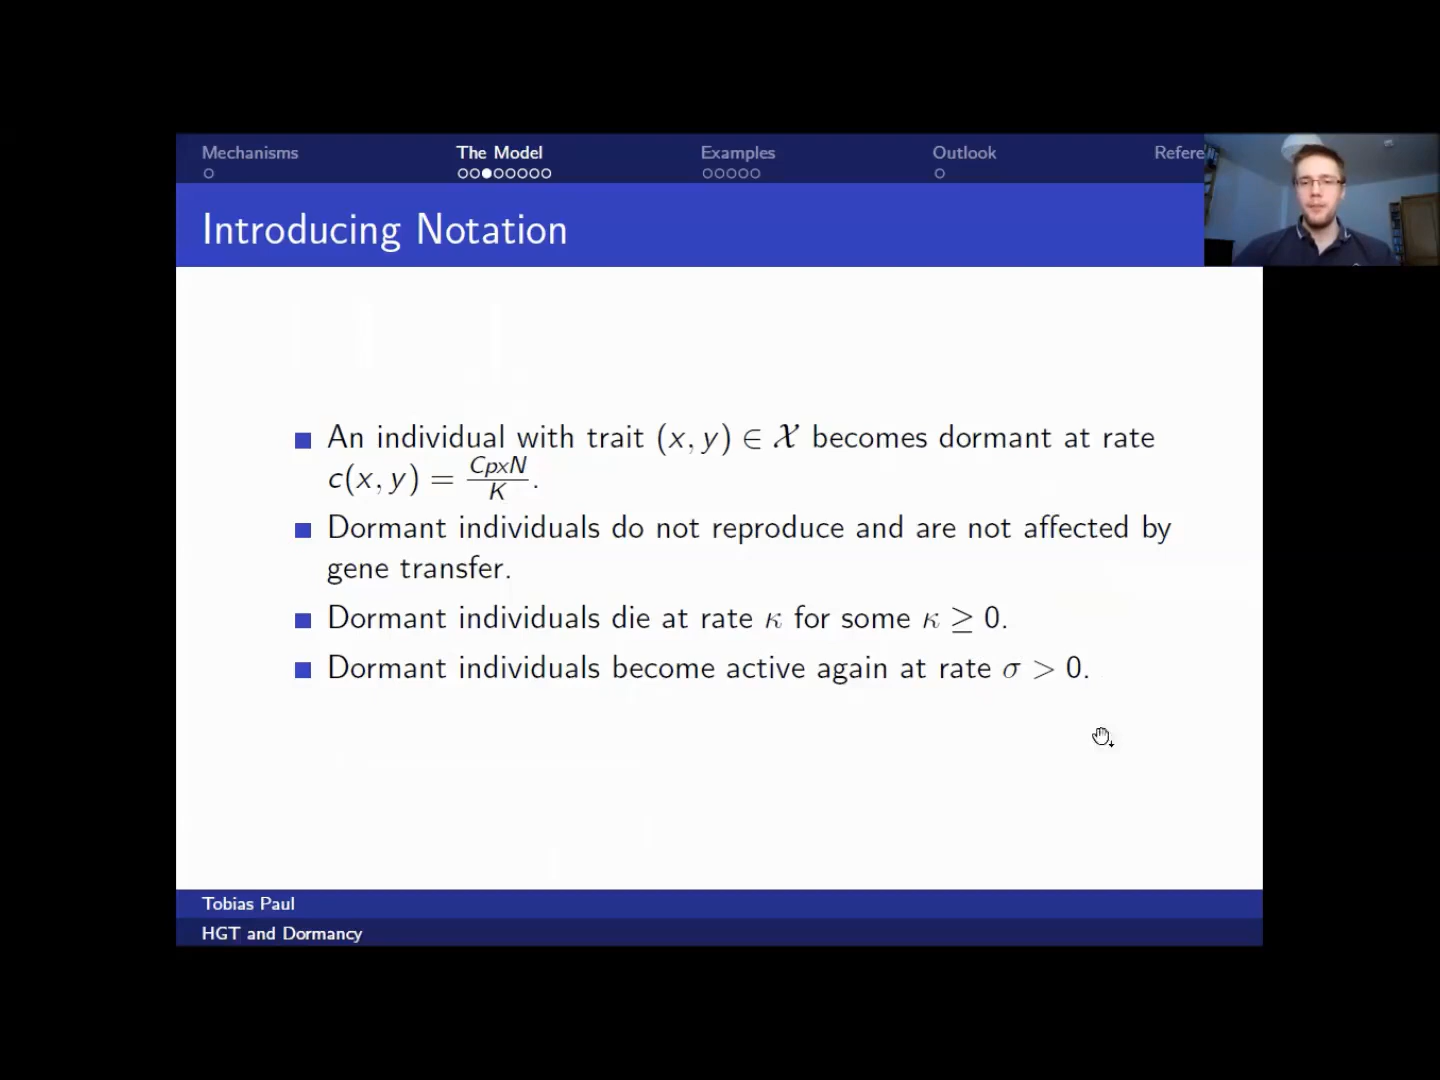 Mechanisms The Model Examples Outlook Refere
Introducing Notation
An individual with trait (x, y) ∈ 𝒳 becomes dormant at rate
c(x, y) = CpxN/K.
Dormant individuals do not reproduce and are not affected by
gene transfer.
Dormant individuals die at rate κ for some κ ≥ 0.
Dormant individuals become active again at rate σ > 0.
Tobias Paul
HGT and Dormancy